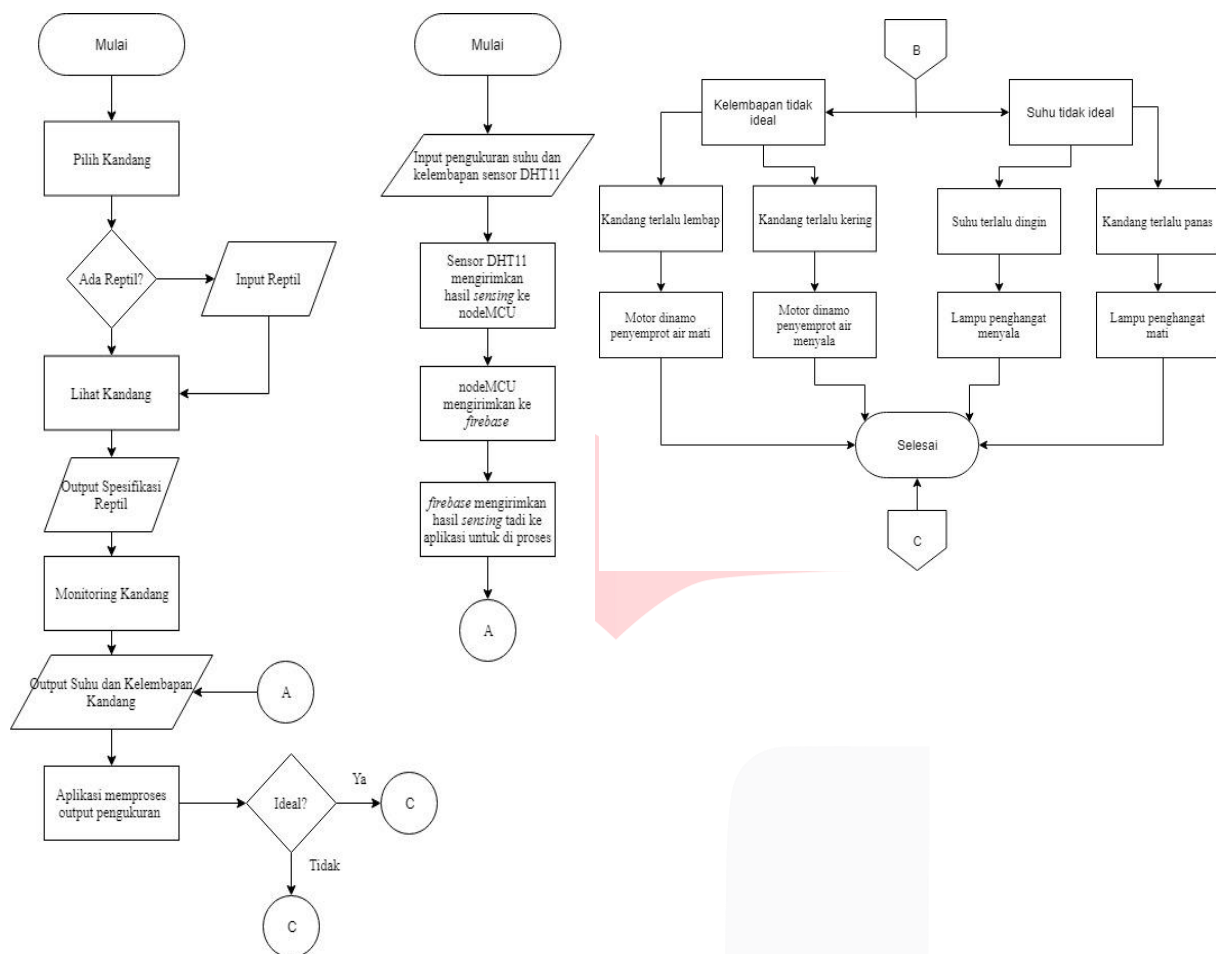 Mulai
Pilih Kandang
Ada Reptil?
Input Reptil
Lihat Kandang
Output Spesifikasi
Reptil
Monitoring Kandang
Output Suhu dan Kelembapan
Kandang
A
Aplikasi memproses
output pengukuran
Ideal?
Ya
C
Tidak
C
Mulai
Input pengukuran suhu dan
kelembapan sensor DHT11
Sensor DHT11
mengirimkan
hasil sensing ke
nodeMCU
nodeMCU
mengirimkan ke
firebase
firebase mengirimkan
hasil sensing tadi ke
aplikasi untuk di proses
A
B
Kelembapan tidak
ideal
Suhu tidak ideal
Kandang terlalu lembap
Kandang terlalu kering
Suhu terlalu dingin
Kandang terlalu panas
Motor dinamo
penyemprot air mati
Motor dinamo
penyemprot air
menyala
Lampu penghangat
menyala
Lampu penghangat
mati
Selesai
C